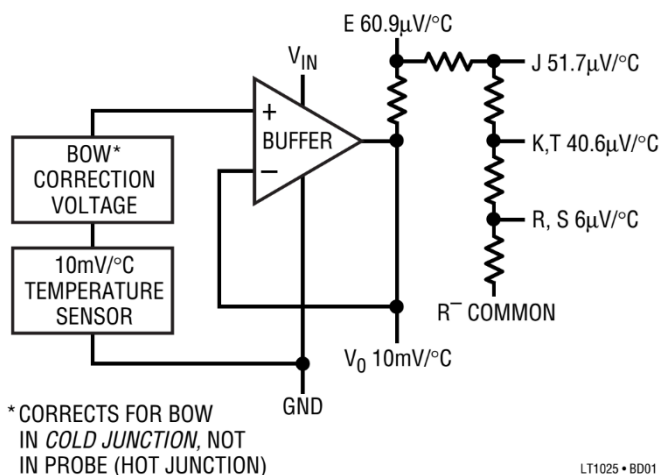 E 60.9µV/°C
V_IN
J 51.7µV/°C
+
BUFFER
−
BOW*
CORRECTION
VOLTAGE
K,T 40.6µV/°C
10mV/°C
TEMPERATURE
SENSOR
R, S 6µV/°C
R⁻ COMMON
V_0 10mV/°C
GND
*CORRECTS FOR BOW
IN COLD JUNCTION, NOT
IN PROBE (HOT JUNCTION)
LT1025 • BD01